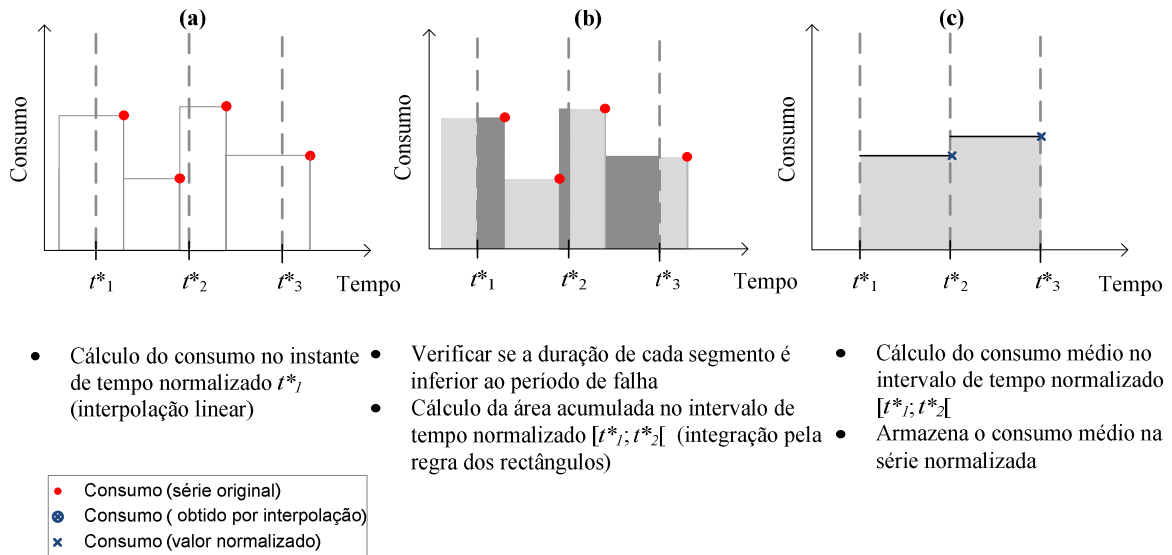 (a)
Consumo
t*1
t*2
t*3
Tempo
(b)
Consumo
t*1
t*2
t*3
Tempo
(c)
Consumo
t*1
t*2
t*3
Tempo
• Cálculo do consumo no instante
de tempo normalizado t*1
(interpolação linear)
• Verificar se a duração de cada segmento é
inferior ao período de falha
• Cálculo da área acumulada no intervalo de
tempo normalizado [t*1; t*2[ (integração pela
regra dos rectângulos)
• Cálculo do consumo médio no
intervalo de tempo normalizado
[t*1; t*2[
• Armazena o consumo médio na
série normalizada
Consumo (série original)
Consumo ( obtido por interpolação)
Consumo (valor normalizado)